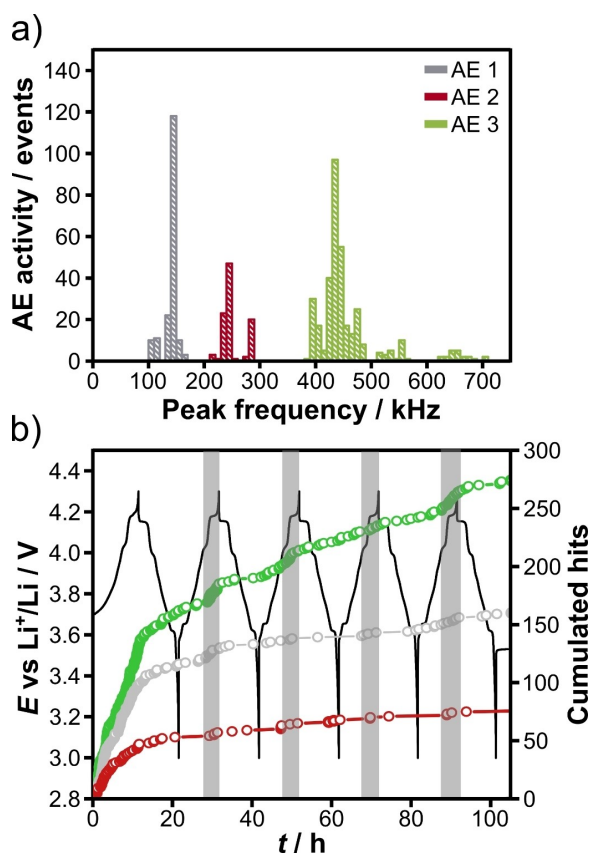 a)
AE activity / events
140
120
100
80
60
40
20
0
AE 1
AE 2
AE 3
0 100 200 300 400 500 600 700
Peak frequency / kHz
b)
E vs Li⁺/Li / V
4.4
4.2
4.0
3.8
3.6
3.4
3.2
3.0
2.8
300
250
200
150
100
50
0
Cumulated hits
0 20 40 60 80 100
t / h